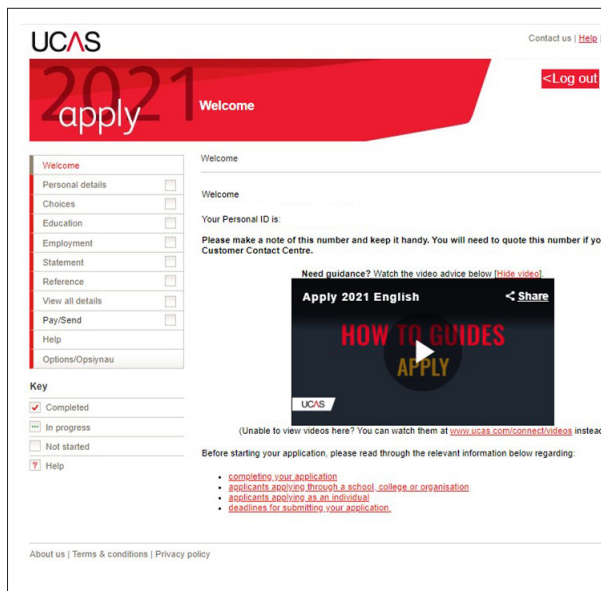 UCAS
Contact us | Help |
2021
apply
Welcome
<Log out
Welcome
Personal details
Choices
Education
Employment
Statement
Reference
View all details
Pay/Send
Help
Options/Opsiynau
Key
Completed
In progress
Not started
? Help
Welcome
Welcome
Your Personal ID is:
Please make a note of this number and keep it handy. You will need to quote this number if yo
Customer Contact Centre.
Need guidance? Watch the video advice below [Hide video].
Apply 2021 English
Share
HOW TO GUIDES
APPLY
UCAS
(Unable to view videos here? You can watch them at www.ucas.com/connect/videos instea
Before starting your application, please read through the relevant information below regarding:
completing your application
applicants applying through a school, college or organisation
applicants applying as an individual
deadlines for submitting your application.
About us | Terms & conditions | Privacy policy